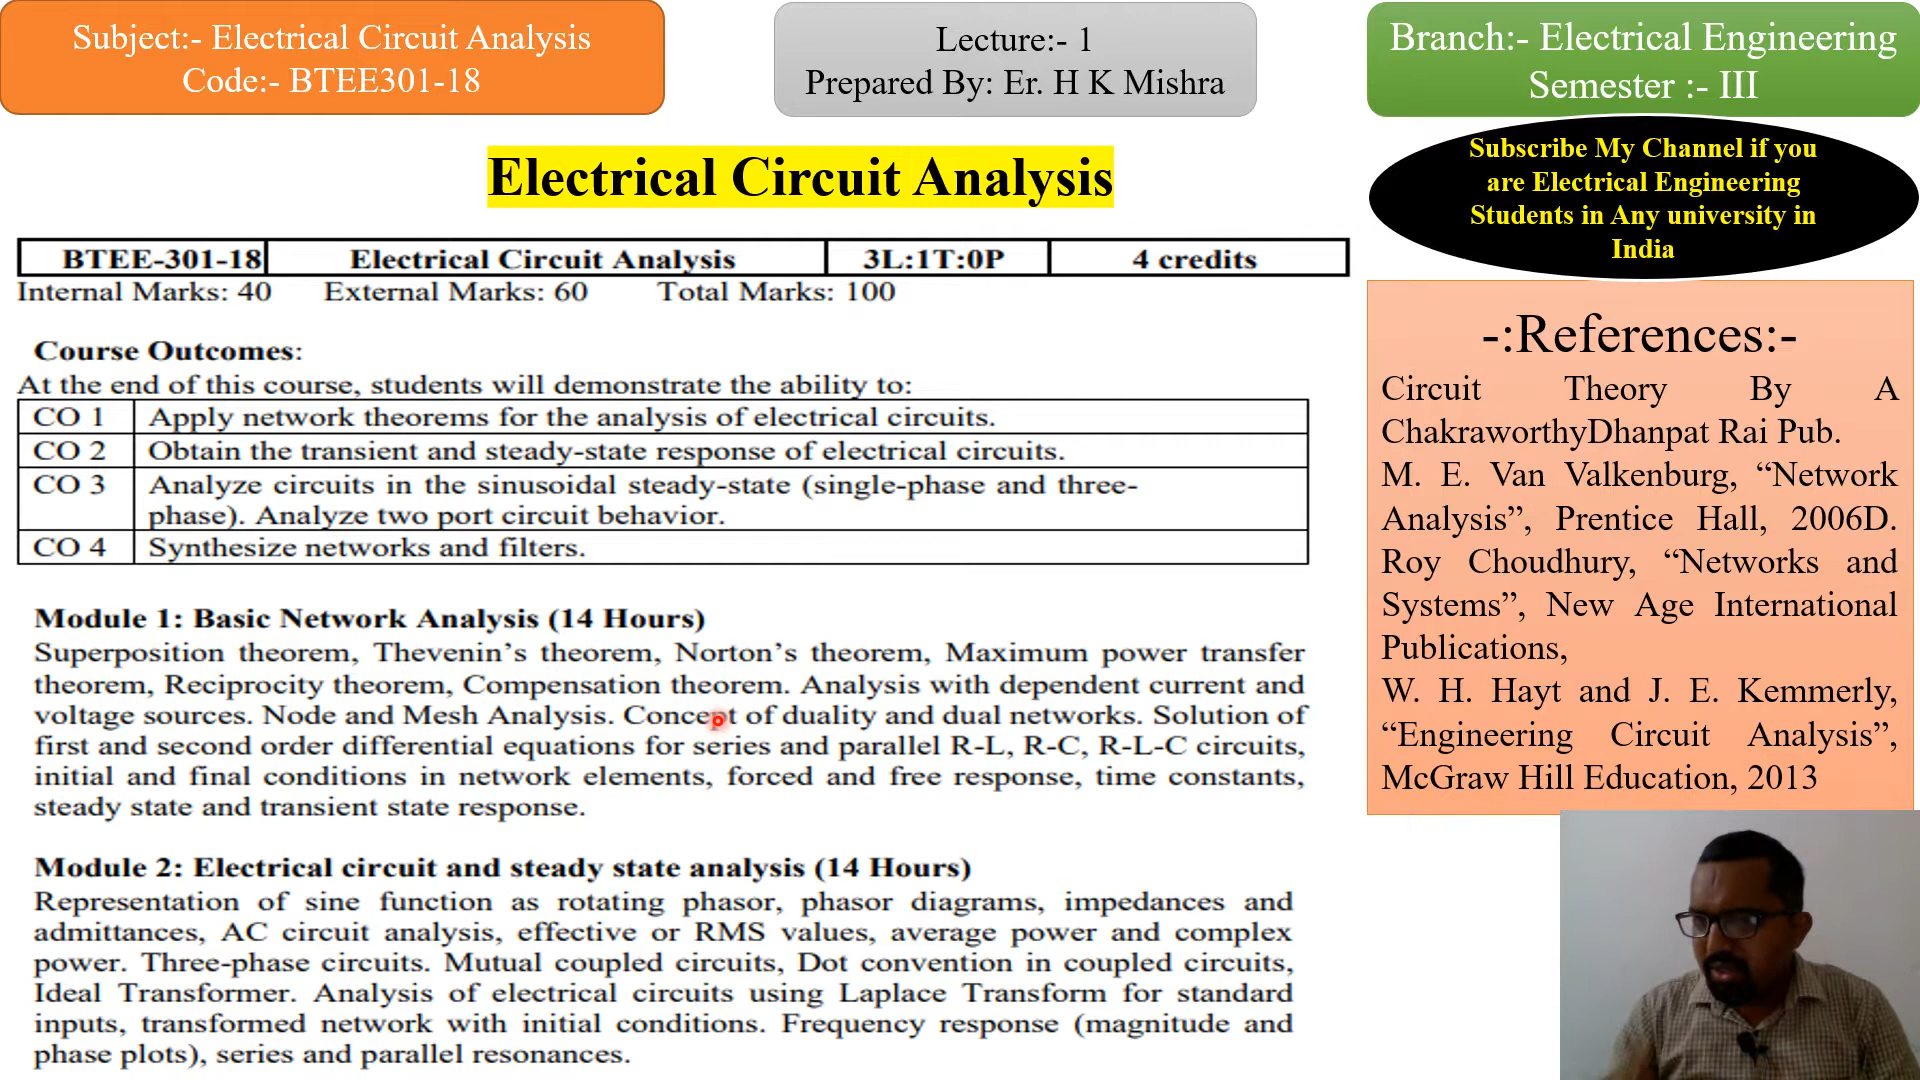 Subject:- Electrical Circuit Analysis
Code:- BTEE301-18
Lecture:- 1
Prepared By: Er. H K Mishra
Branch:- Electrical Engineering
Semester :- III
Subscribe My Channel if you
are Electrical Engineering
Students in Any university in
India
Electrical Circuit Analysis
BTEE-301-18 Electrical Circuit Analysis 3L:1T:0P 4 credits
Internal Marks: 40 External Marks: 60 Total Marks: 100
Course Outcomes:
At the end of this course, students will demonstrate the ability to:
CO 1 Apply network theorems for the analysis of electrical circuits.
CO 2 Obtain the transient and steady-state response of electrical circuits.
CO 3 Analyze circuits in the sinusoidal steady-state (single-phase and three-
phase). Analyze two port circuit behavior.
CO 4 Synthesize networks and filters.
Module 1: Basic Network Analysis (14 Hours)
Superposition theorem, Thevenin’s theorem, Norton’s theorem, Maximum power transfer
theorem, Reciprocity theorem, Compensation theorem. Analysis with dependent current and
voltage sources. Node and Mesh Analysis. Concept of duality and dual networks. Solution of
first and second order differential equations for series and parallel R-L, R-C, R-L-C circuits,
initial and final conditions in network elements, forced and free response, time constants,
steady state and transient state response.
Module 2: Electrical circuit and steady state analysis (14 Hours)
Representation of sine function as rotating phasor, phasor diagrams, impedances and
admittances, AC circuit analysis, effective or RMS values, average power and complex
power. Three-phase circuits. Mutual coupled circuits, Dot convention in coupled circuits,
Ideal Transformer. Analysis of electrical circuits using Laplace Transform for standard
inputs, transformed network with initial conditions. Frequency response (magnitude and
phase plots), series and parallel resonances.
-:References:-
Circuit Theory By A
ChakraworthyDhanpat Rai Pub.
M. E. Van Valkenburg, “Network
Analysis”, Prentice Hall, 2006D.
Roy Choudhury, “Networks and
Systems”, New Age International
Publications,
W. H. Hayt and J. E. Kemmerly,
“Engineering Circuit Analysis”,
McGraw Hill Education, 2013